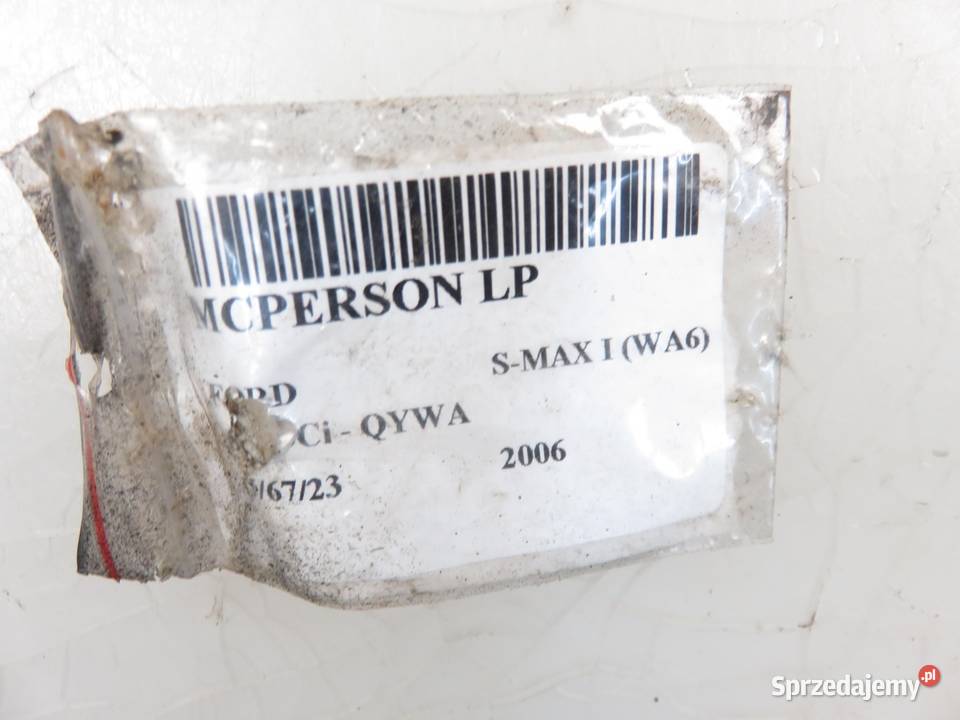 MCPERSON LP
S-MAX I (WA6)
FORD
Ci - QYWA
2006
/67/23
Sprzedajemy.pl